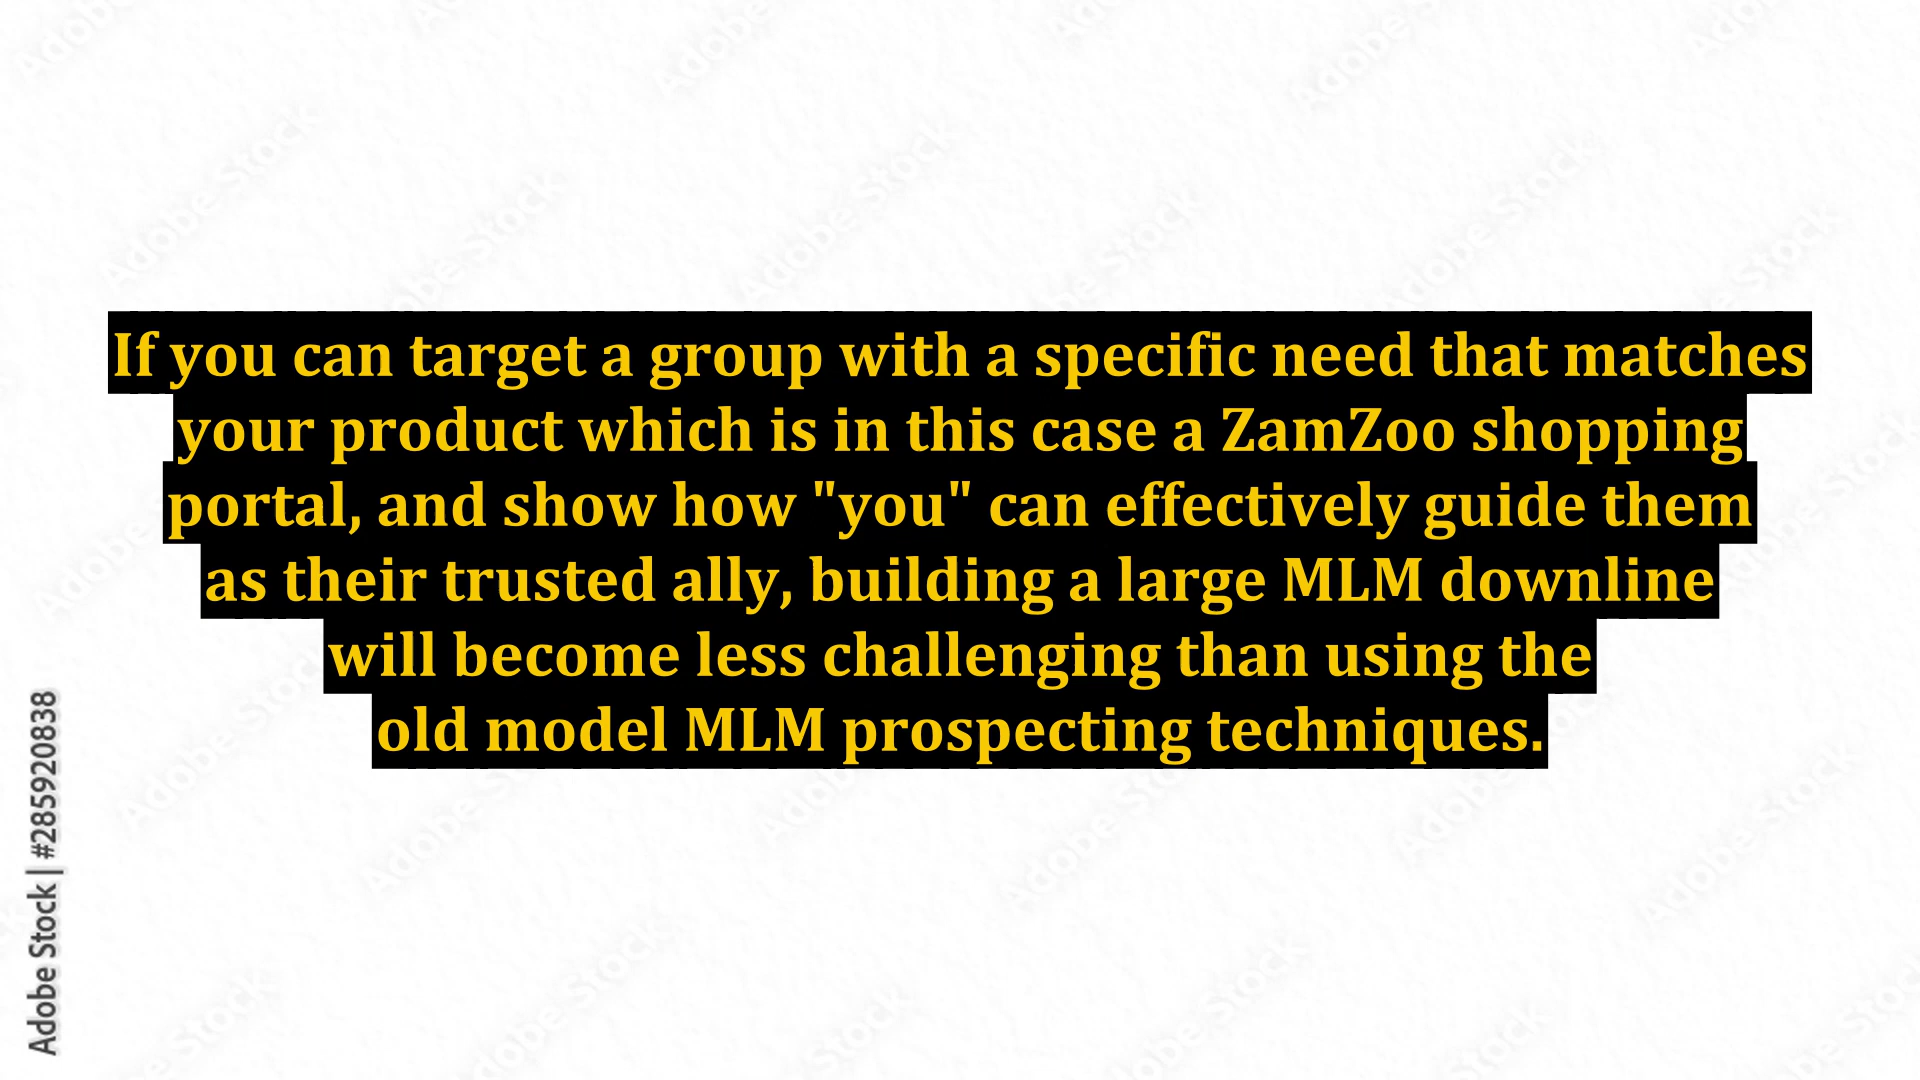 If you can target a group with a specific need that matches
your product which is in this case a ZamZoo shopping
portal, and show how "you" can effectively guide them
as their trusted ally, building a large MLM downline
will become less challenging than using the
old model MLM prospecting techniques.
Adobe Stock | #285920838